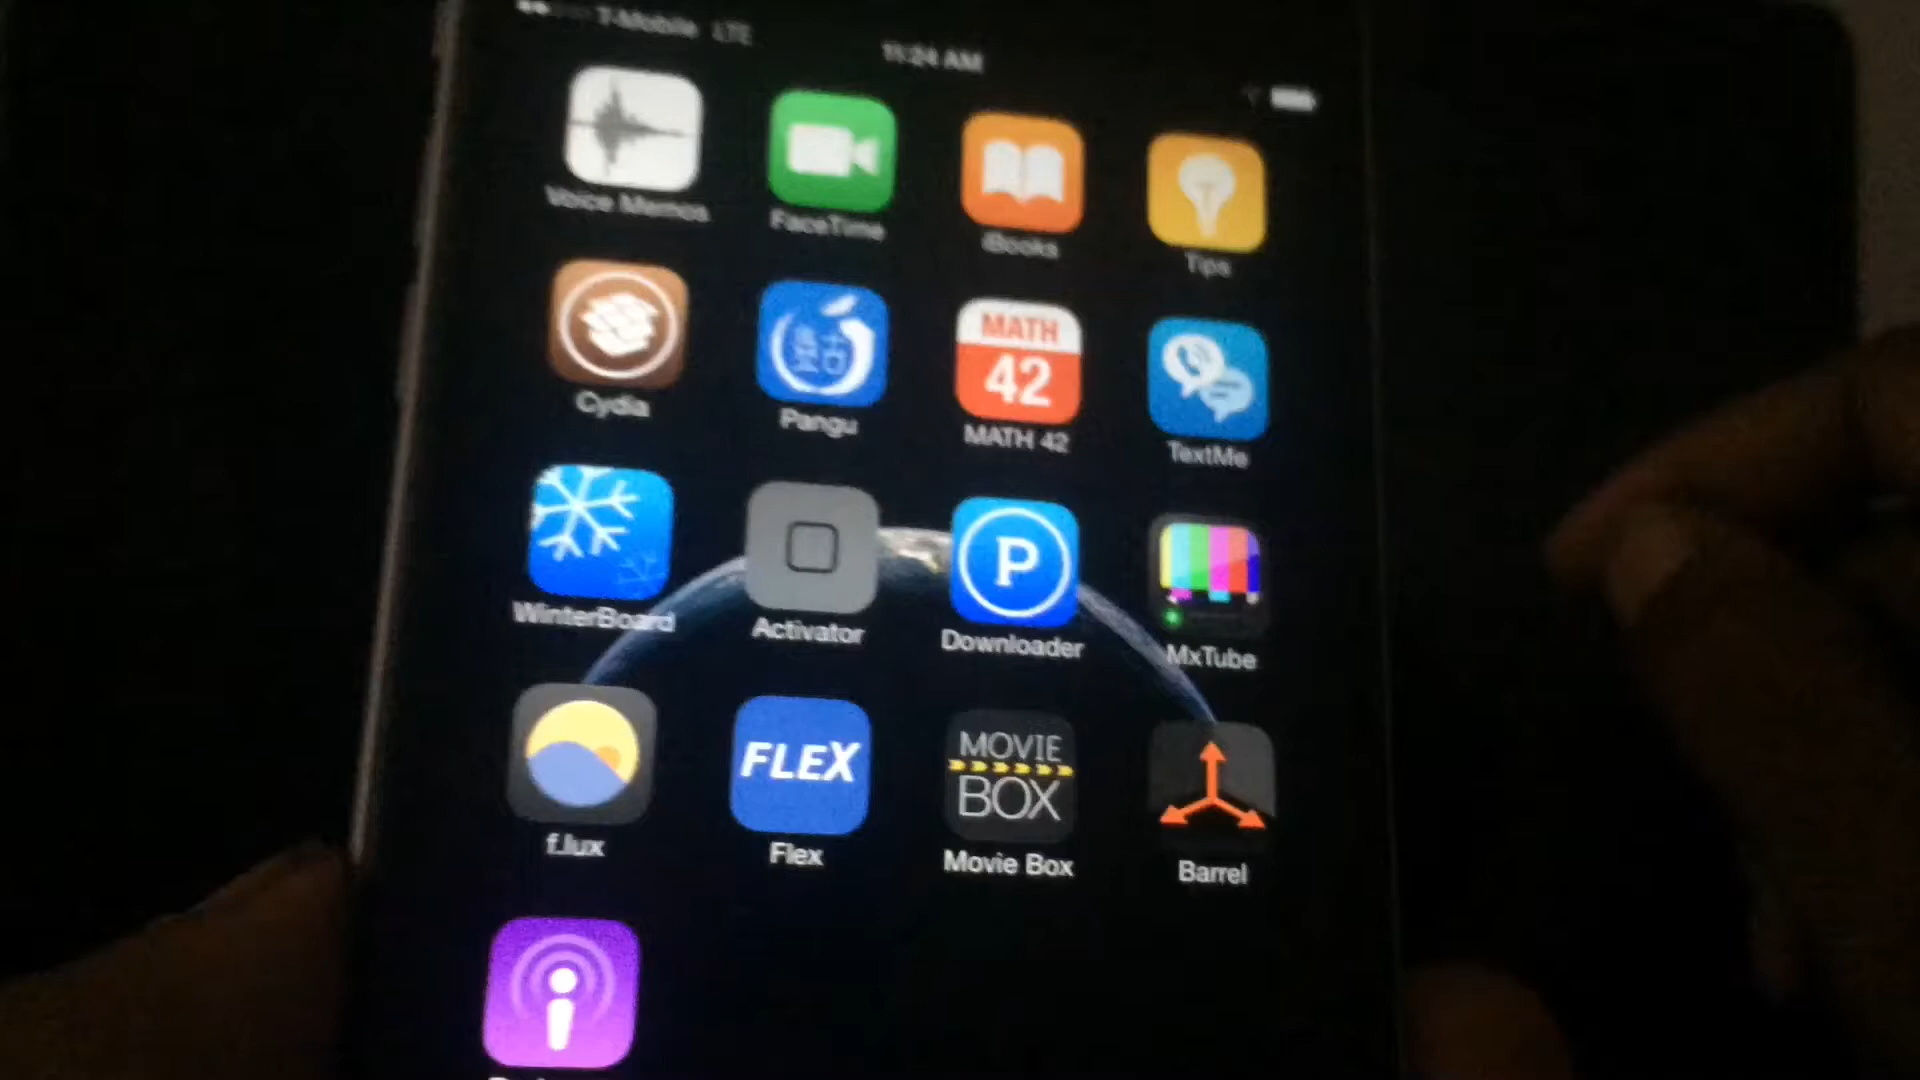 T-Mobile LTE
11:24 AM
Voice Memos
FaceTime
iBooks
Tips
MATH
42
Cydia
Pangu
MATH 42
TextMe
P
WinterBoard
Activator
Downloader
MxTube
FLEX
MOVIE
BOX
f.lux
Flex
Movie Box
Barrel